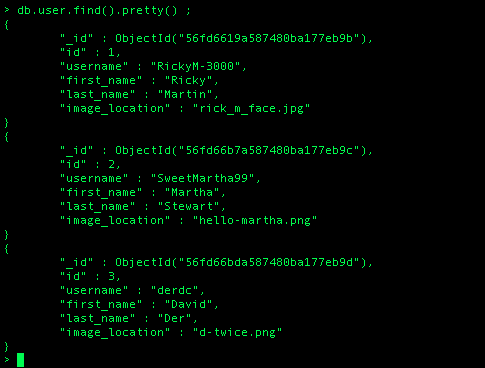 > db.user.find().pretty() ;
{
"_id" : ObjectId("56fd6619a587480ba177eb9b"),
"id" : 1,
"username" : "RickyM-3000",
"first_name" : "Ricky",
"last_name" : "Martin",
"image_location" : "rick_m_face.jpg"
}
{
"_id" : ObjectId("56fd66b7a587480ba177eb9c"),
"id" : 2,
"username" : "SweetMartha99",
"first_name" : "Martha",
"last_name" : "Stewart",
"image_location" : "hello-martha.png"
}
{
"_id" : ObjectId("56fd66bda587480ba177eb9d"),
"id" : 3,
"username" : "derdc",
"first_name" : "David",
"last_name" : "Der",
"image_location" : "d-twice.png"
}
>